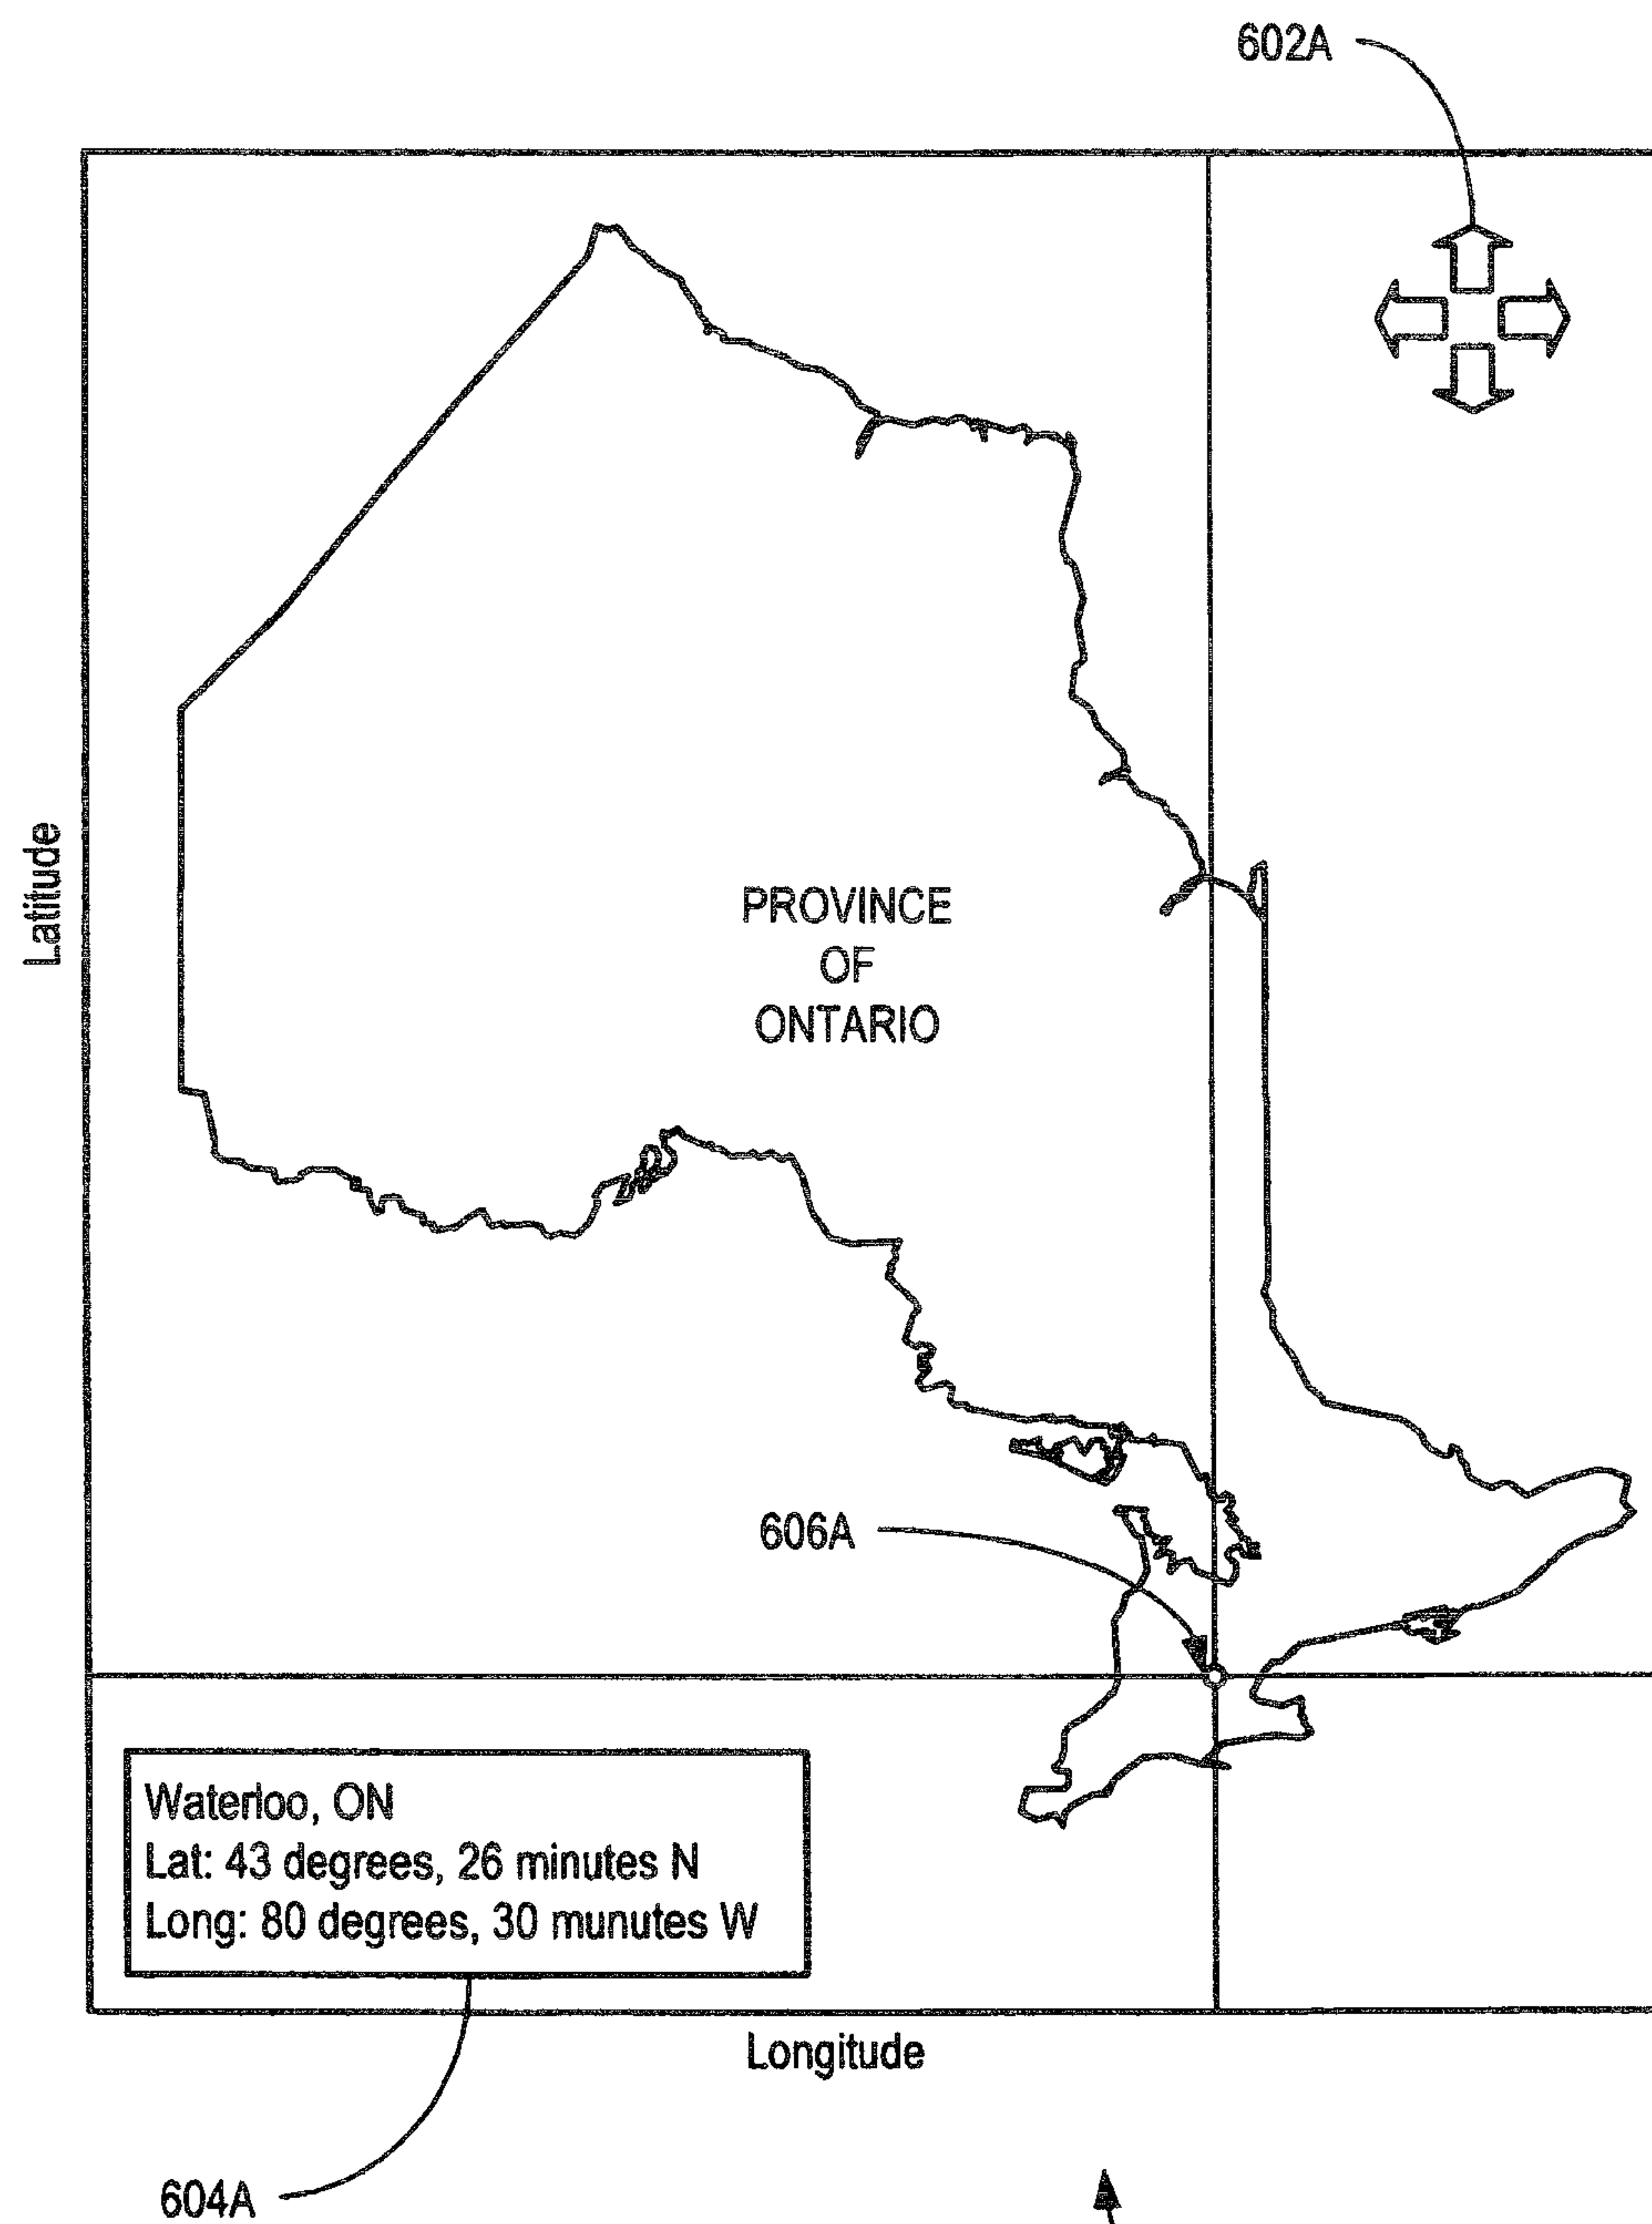 602A
Latitude
PROVINCE
OF
ONTARIO
606A
Waterloo, ON
Lat: 43 degrees, 26 minutes N
Long: 80 degrees, 30 munutes W
Longitude
604A